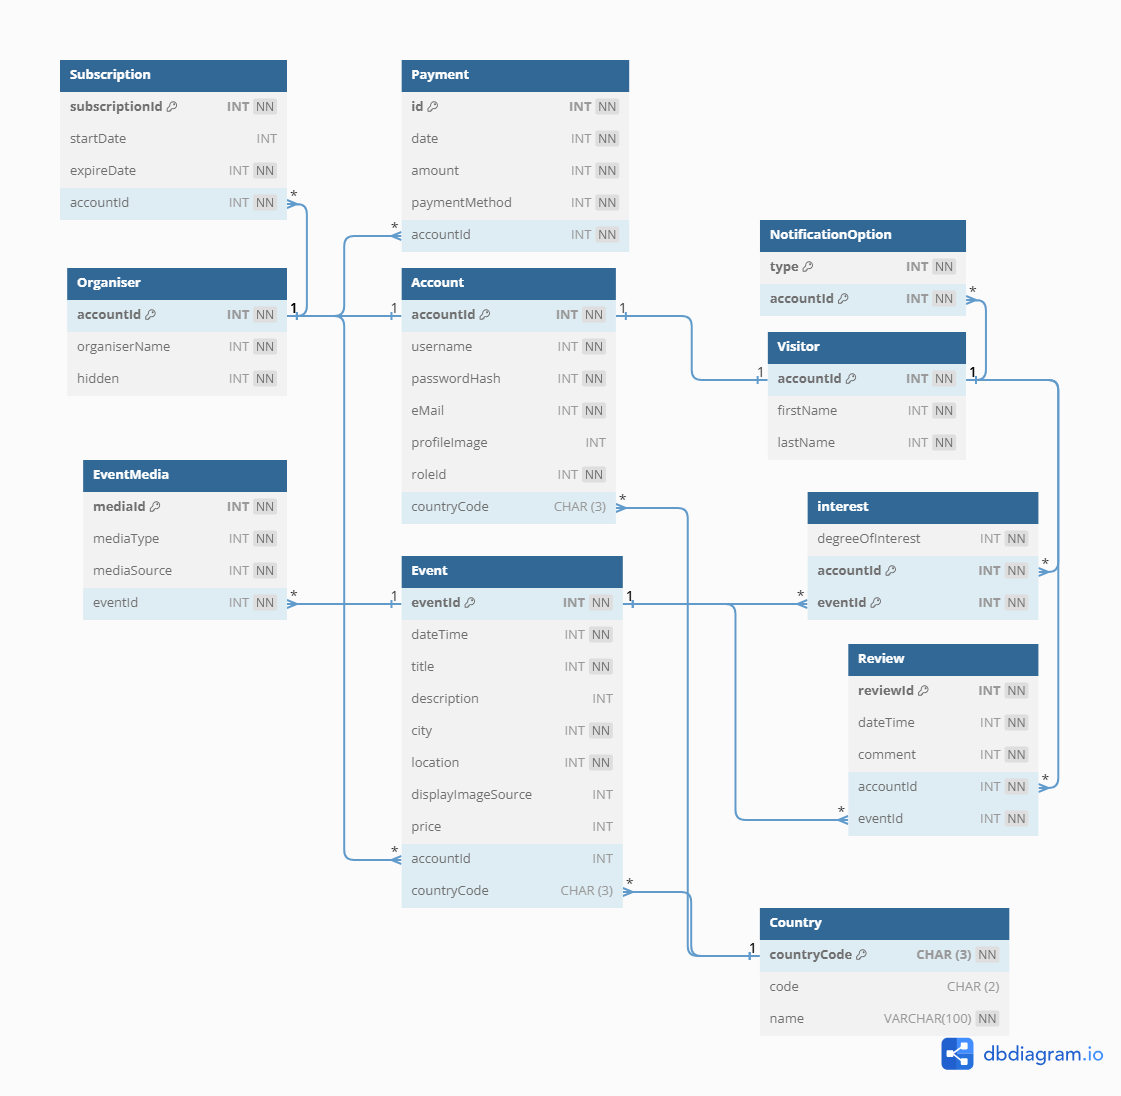 Subscription
subscriptionId INT NN
startDate INT
expireDate INT NN
accountId INT NN
*
Payment
id INT NN
date INT NN
amount INT NN
paymentMethod INT NN
accountId INT NN
*
NotificationOption
type INT NN
accountId INT NN
*
Organiser
accountId INT NN
organiserName INT NN
hidden INT NN
1
1
Account
accountId INT NN
username INT NN
passwordHash INT NN
eMail INT NN
profileImage INT
roleId INT NN
countryCode CHAR (3)
1
*
Visitor
accountId INT NN
firstName INT NN
lastName INT NN
1
1
EventMedia
mediaId INT NN
mediaType INT NN
mediaSource INT NN
eventId INT NN
*
1
Event
eventId INT NN
dateTime INT NN
title INT NN
description INT
city INT NN
location INT NN
displayImageSource INT
price INT
accountId INT
countryCode CHAR (3)
1
*
*
interest
degreeOfInterest INT NN
accountId INT NN
eventId INT NN
*
*
Review
reviewId INT NN
dateTime INT NN
comment INT NN
accountId INT NN
eventId INT NN
*
*
Country
countryCode CHAR (3) NN
code CHAR (2)
name VARCHAR(100) NN
1
dbdiagram.io